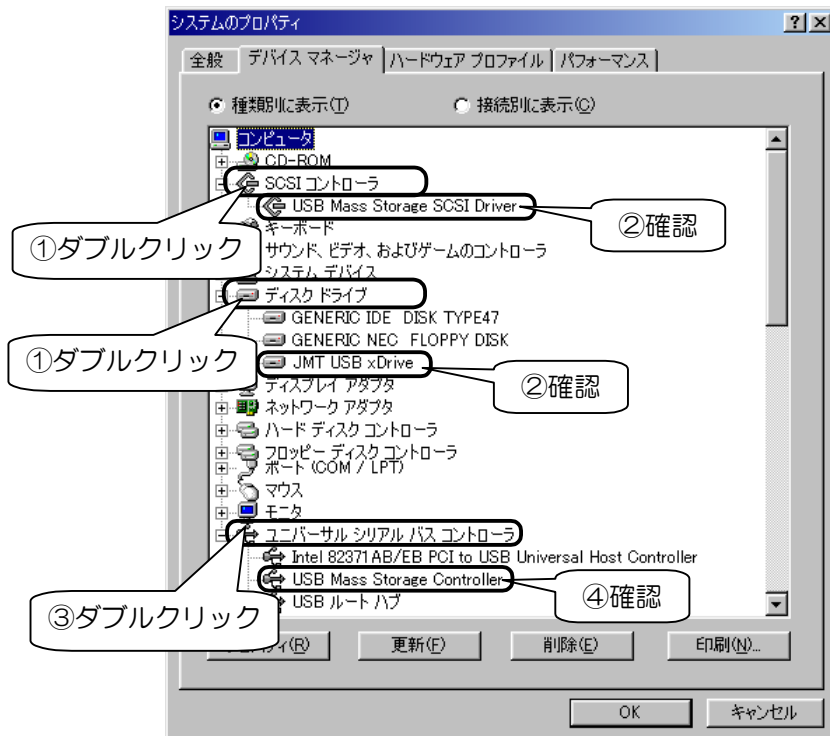 システムのプロパティ
全般 デバイス マネージャ ハードウェア プロファイル パフォーマンス
種類別に表示(T) 接続別に表示(C)
コンピュータ
CD-ROM
SCSI コントローラ
USB Mass Storage SCSI Driver
②確認
キーボード
①ダブルクリック
サウンド、ビデオ、およびゲームのコントローラ
システム デバイス
ディスク ドライブ
GENERIC IDE DISK TYPE47
GENERIC NEC FLOPPY DISK
①ダブルクリック
JMT USB xDrive
②確認
ディスプレイ アダプタ
ネットワーク アダプタ
ハード ディスク コントローラ
フロッピー ディスク コントローラ
ポート (COM / LPT)
マウス
モニタ
ユニバーサル シリアル バス コントローラ
Intel 82371AB/EB PCI to USB Universal Host Controller
USB Mass Storage Controller
④確認
③ダブルクリック
USB ルート ハブ
(R) 更新(F) 削除(E) 印刷(N)...
OK キャンセル